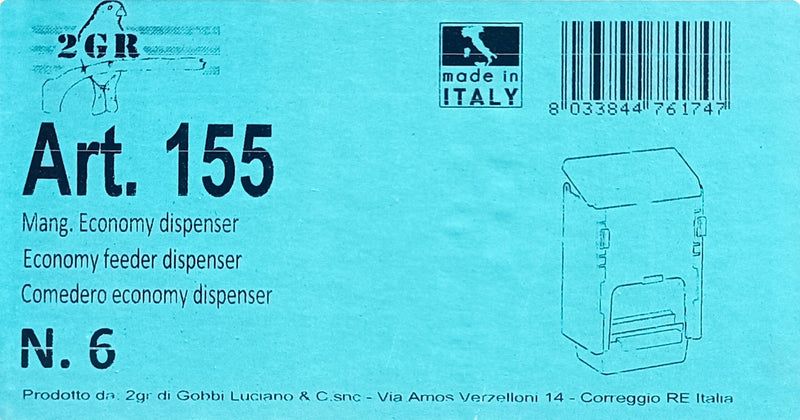 2GR
made in
ITALY
8 033844 761747
Art. 155
Mang. Economy dispenser
Economy feeder dispenser
Comedero economy dispenser
N. 6
Prodotto da: 2gr di Gobbi Luciano & C.snc - Via Amos Verzelloni 14 - Correggio RE Italia